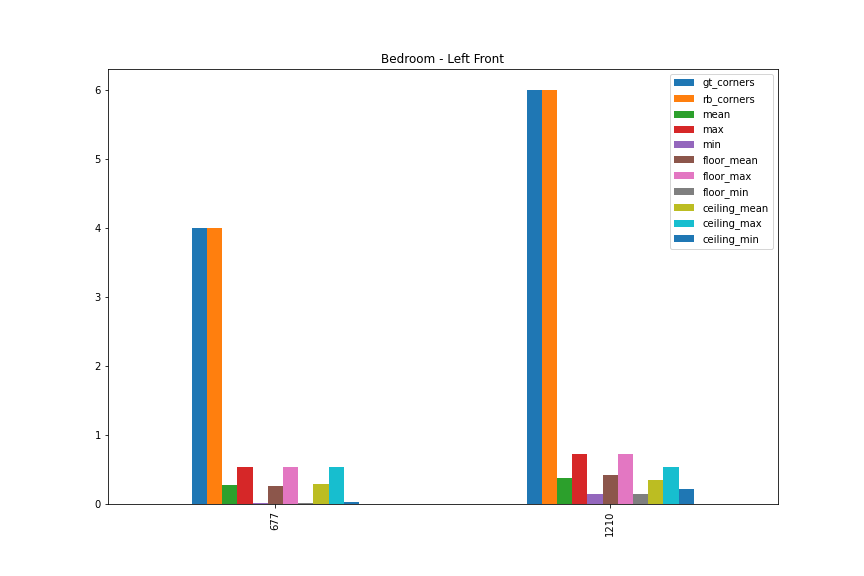 Bedroom - Left Front
gt_corners
rb_corners
mean
max
min
floor_mean
floor_max
floor_min
ceiling_mean
ceiling_max
ceiling_min
6
5
4
3
2
1
0
677
1210